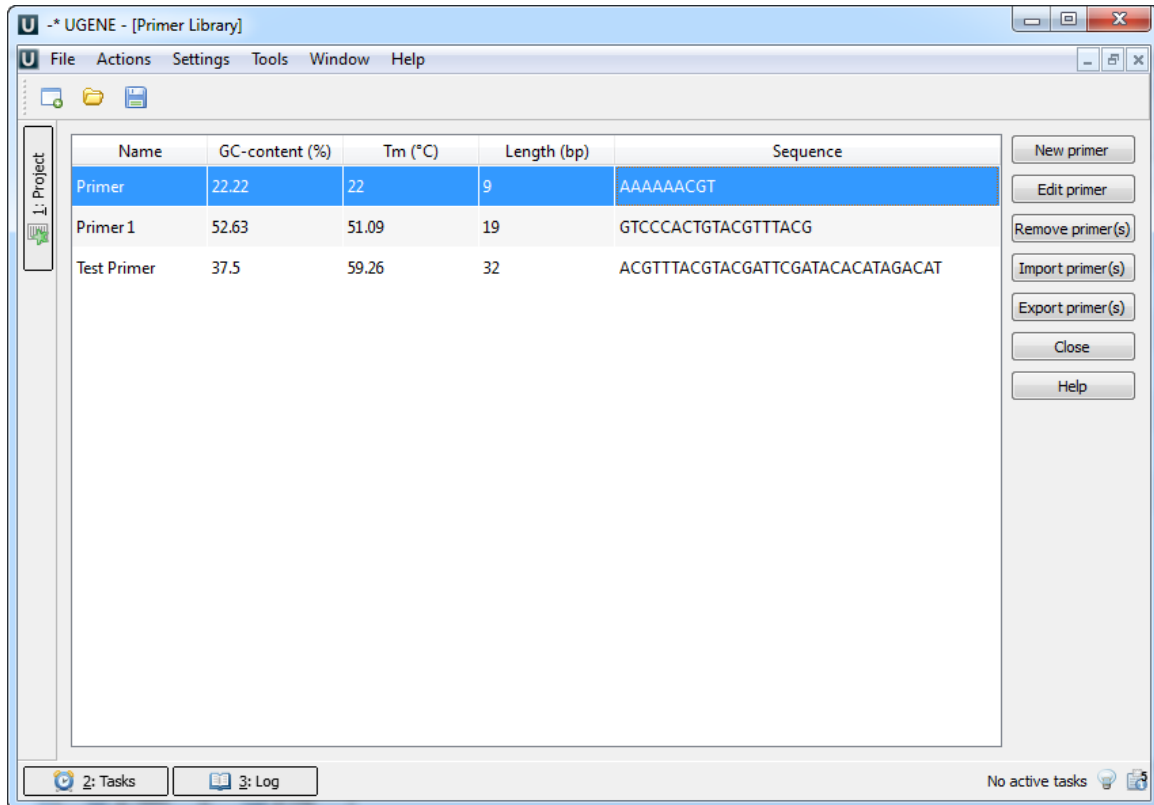 -* UGENE - [Primer Library]
File Actions Settings Tools Window Help
1: Project
Name GC-content (%) Tm (°C) Length (bp) Sequence
Primer 22.22 22 9 AAAAAACGT
Primer 1 52.63 51.09 19 GTCCCACTGTACGTTTACG
Test Primer 37.5 59.26 32 ACGTTTACGTACGATTCGATACACATAGACAT
New primer
Edit primer
Remove primer(s)
Import primer(s)
Export primer(s)
Close
Help
2: Tasks 3: Log No active tasks 5